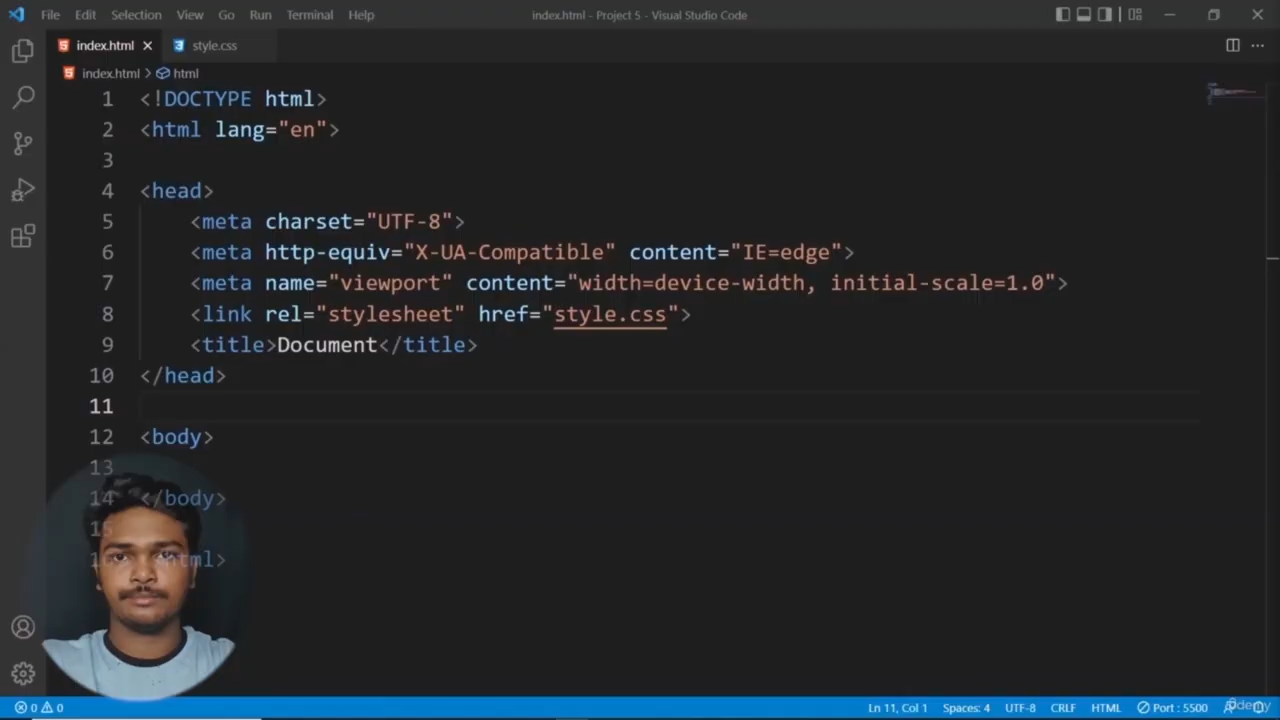 File Edit Selection View Go Run Terminal Help index.html - Project 5 - Visual Studio Code
index.html style.css
index.html > html
1 <!DOCTYPE html>
2 <html lang="en">
3
4 <head>
5 <meta charset="UTF-8">
6 <meta http-equiv="X-UA-Compatible" content="IE=edge">
7 <meta name="viewport" content="width=device-width, initial-scale=1.0">
8 <link rel="stylesheet" href="style.css">
9 <title>Document</title>
10 </head>
11
12 <body>
13
14 </body>
15
html>
0 0 Ln 11, Col 1 Spaces: 4 UTF-8 CRLF HTML Port : 5500
Udemy